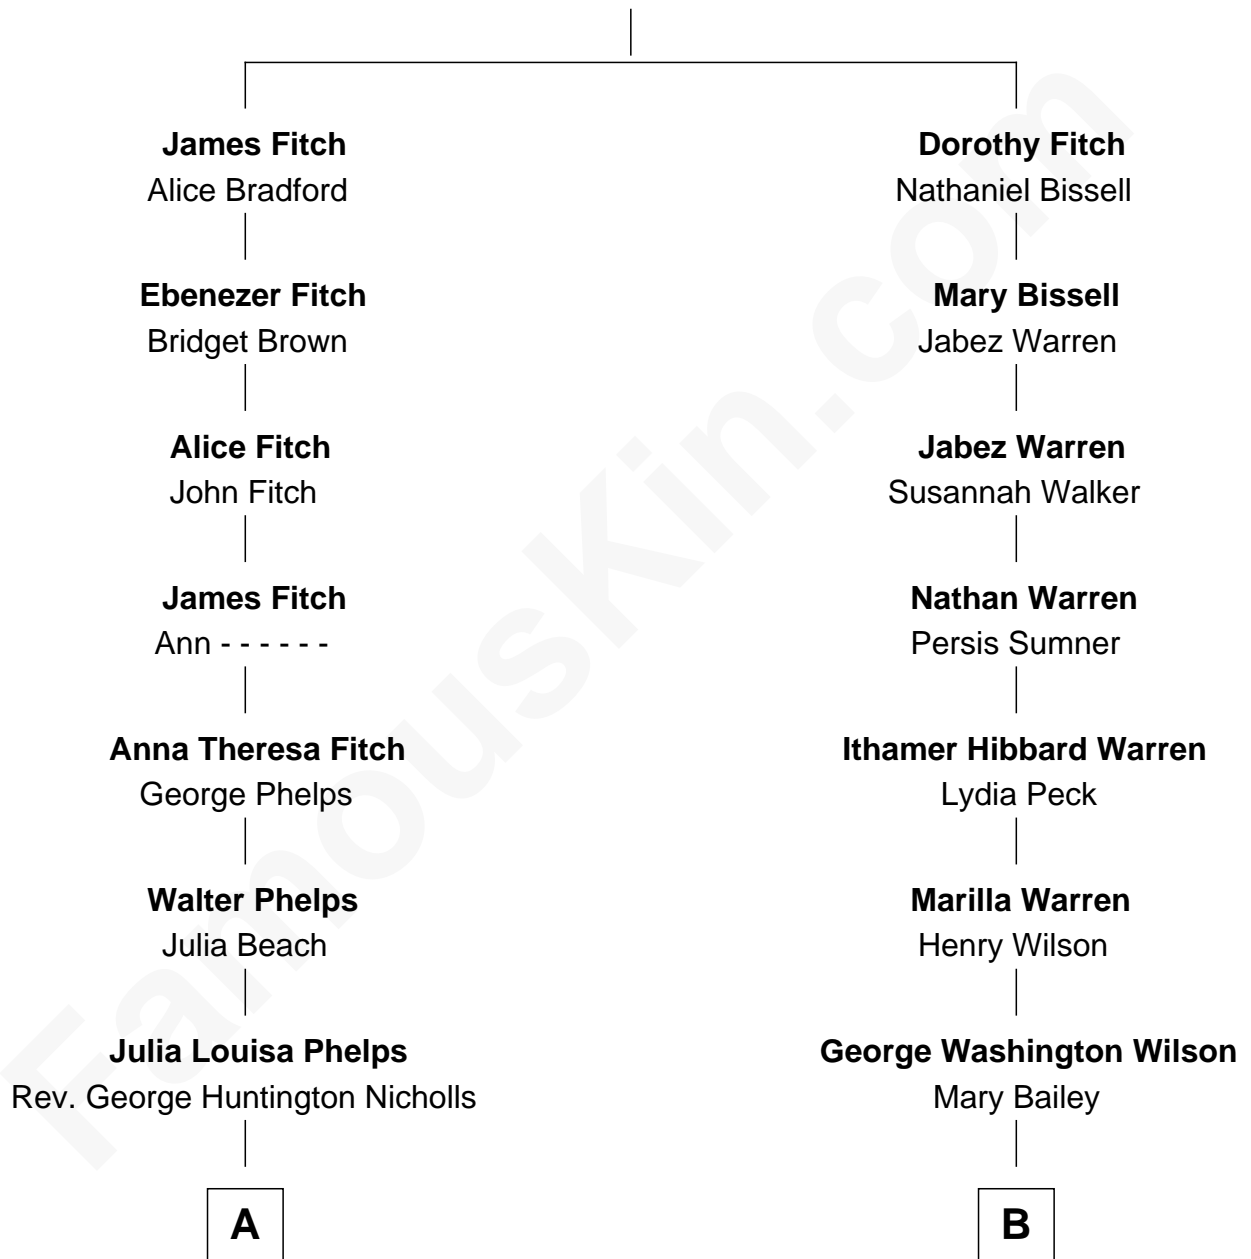 James Fitch
Alice Bradford
Ebenezer Fitch
Bridget Brown
Alice Fitch
John Fitch
James Fitch
Ann - - - - - -
Anna Theresa Fitch
George Phelps
Walter Phelps
Julia Beach
Julia Louisa Phelps
Rev. George Huntington Nicholls
A
Dorothy Fitch
Nathaniel Bissell
Mary Bissell
Jabez Warren
Jabez Warren
Susannah Walker
Nathan Warren
Persis Sumner
Ithamer Hibbard Warren
Lydia Peck
Marilla Warren
Henry Wilson
George Washington Wilson
Mary Bailey
B
FamousKin.com